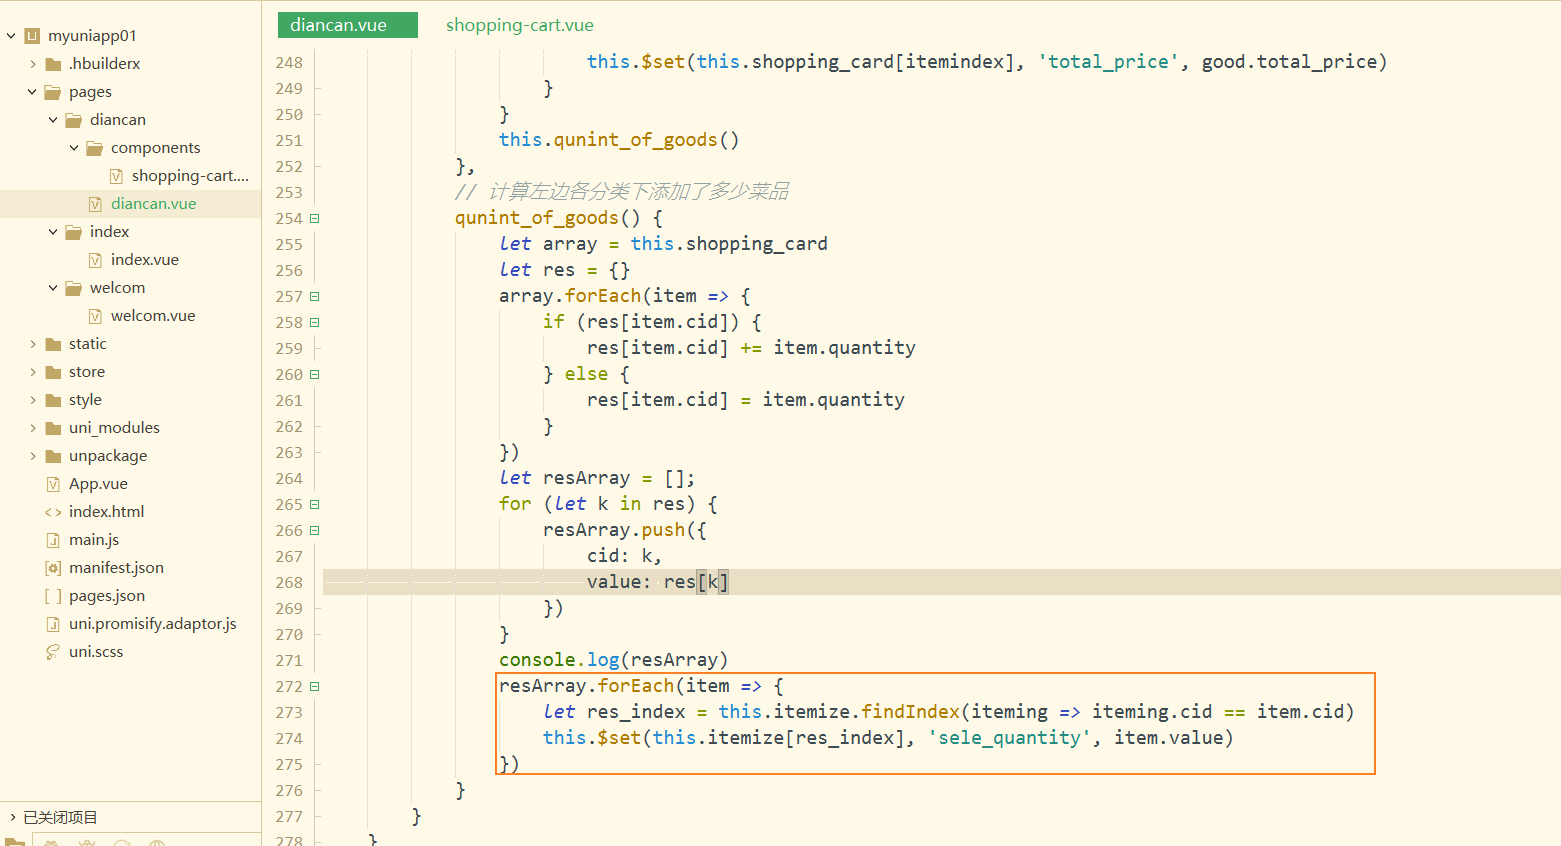 myuniapp01
.hbuilderx
pages
diancan
components
shopping-cart....
diancan.vue
index
index.vue
welcom
welcom.vue
static
store
style
uni_modules
unpackage
App.vue
index.html
main.js
manifest.json
pages.json
uni.promisify.adaptor.js
uni.scss
已关闭项目
diancan.vue shopping-cart.vue
248 this.$set(this.shopping_card[itemindex], 'total_price', good.total_price)
249 }
250 }
251 this.qunint_of_goods()
252 },
253 // 计算左边各分类下添加了多少菜品
254 qunint_of_goods() {
255 let array = this.shopping_card
256 let res = {}
257 array.forEach(item => {
258 if (res[item.cid]) {
259 res[item.cid] += item.quantity
260 } else {
261 res[item.cid] = item.quantity
262 }
263 })
264 let resArray = [];
265 for (let k in res) {
266 resArray.push({
267 cid: k,
268 value: res[k]
269 })
270 }
271 console.log(resArray)
272 resArray.forEach(item => {
273 let res_index = this.itemize.findIndex(iteming => iteming.cid == item.cid)
274 this.$set(this.itemize[res_index], 'sele_quantity', item.value)
275 })
276 }
277 }
278 }